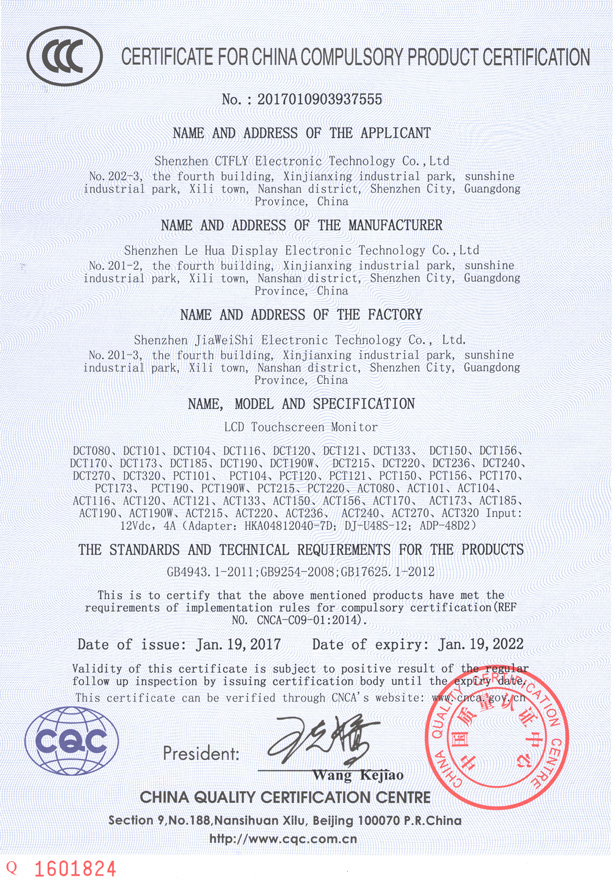 CCC CERTIFICATE FOR CHINA COMPULSORY PRODUCT CERTIFICATION
No.: 2017010903937555
NAME AND ADDRESS OF THE APPLICANT
Shenzhen CTFLY Electronic Technology Co.,Ltd
No.202-3, the fourth building, Xinjianxing industrial park, sunshine
industrial park, Xili town, Nanshan district, Shenzhen City, Guangdong
Province, China
NAME AND ADDRESS OF THE MANUFACTURER
Shenzhen Le Hua Display Electronic Technology Co.,Ltd
No.201-2, the fourth building, Xinjianxing industrial park, sunshine
industrial park, Xili town, Nanshan district, Shenzhen City, Guangdong
Province, China
NAME AND ADDRESS OF THE FACTORY
Shenzhen JiaWeiShi Electronic Technology Co., Ltd.
No.201-3, the fourth building, Xinjianxing industrial park, sunshine
industrial park, Xili town, Nanshan district, Shenzhen City, Guangdong
Province, China
NAME, MODEL AND SPECIFICATION
LCD Touchscreen Monitor
DCT080、DCT101、DCT104、DCT116、DCT120、DCT121、DCT133、 DCT150、DCT156、
DCT170、DCT173、DCT185、DCT190、DCT190W、 DCT215、DCT220、DCT236、DCT240、
DCT270、DCT320、PCT101、 PCT104、PCT120、PCT121、PCT150、PCT156、PCT170、
PCT173、 PCT190、PCT190W、PCT215、PCT220、ACT080、ACT101、ACT104、
ACT116、ACT120、ACT121、ACT133、ACT150、ACT156、ACT170、 ACT173、ACT185、
ACT190、ACT190W、ACT215、ACT220、ACT236、 ACT240、ACT270、ACT320 Input:
12Vdc, 4A (Adapter: HKA04812040-7D; DJ-U48S-12; ADP-48D2)
THE STANDARDS AND TECHNICAL REQUIREMENTS FOR THE PRODUCTS
GB4943.1-2011;GB9254-2008;GB17625.1-2012
This is to certify that the above mentioned products have met the
requirements of implementation rules for compulsory certification(REF
NO. CNCA-C09-01:2014).
Date of issue: Jan.19,2017 Date of expiry: Jan.19,2022
Validity of this certificate is subject to positive result of the regular
follow up inspection by issuing certification body until the expiry date.
This certificate can be verified through CNCA's website: www.cnca.gov.cn
CQC
President:
Wang Kejiao
CHINA QUALITY CERTIFICATION CENTRE
中国质量认证中心
CHINA QUALITY CERTIFICATION CENTRE
Section 9,No.188,Nansihuan Xilu, Beijing 100070 P.R.China
http://www.cqc.com.cn
Q 1601824